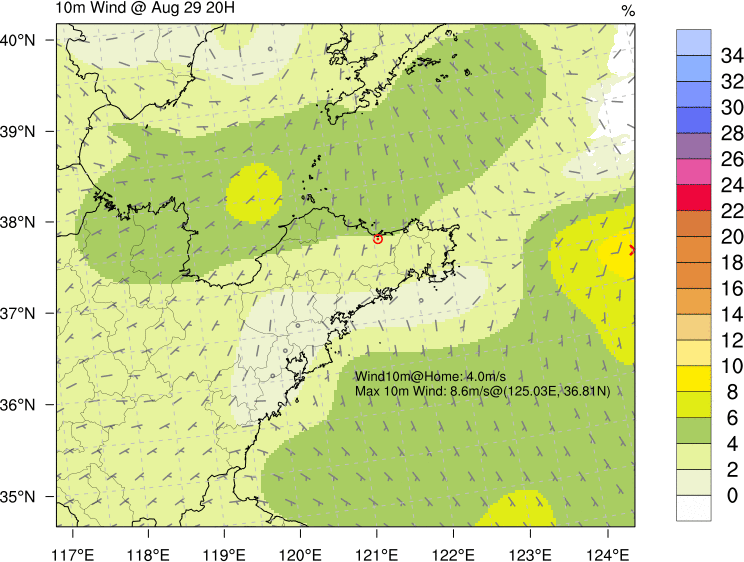 10m Wind @ Aug 29 20H
%
40°N
39°N
38°N
37°N
36°N
35°N
Wind10m@Home: 4.0m/s
Max 10m Wind: 8.6m/s@(125.03E, 36.81N)
117°E 118°E 119°E 120°E 121°E 122°E 123°E 124°E
34
32
30
28
26
24
22
20
18
16
14
12
10
8
6
4
2
0